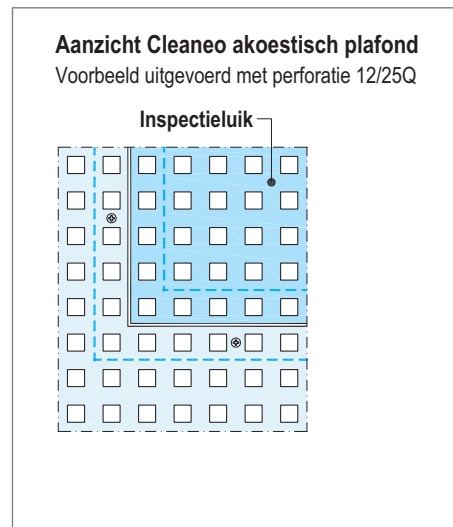 Aanzicht Cleaneo akoestisch plafond
Voorbeeld uitgevoerd met perforatie 12/25Q
Inspectieluik